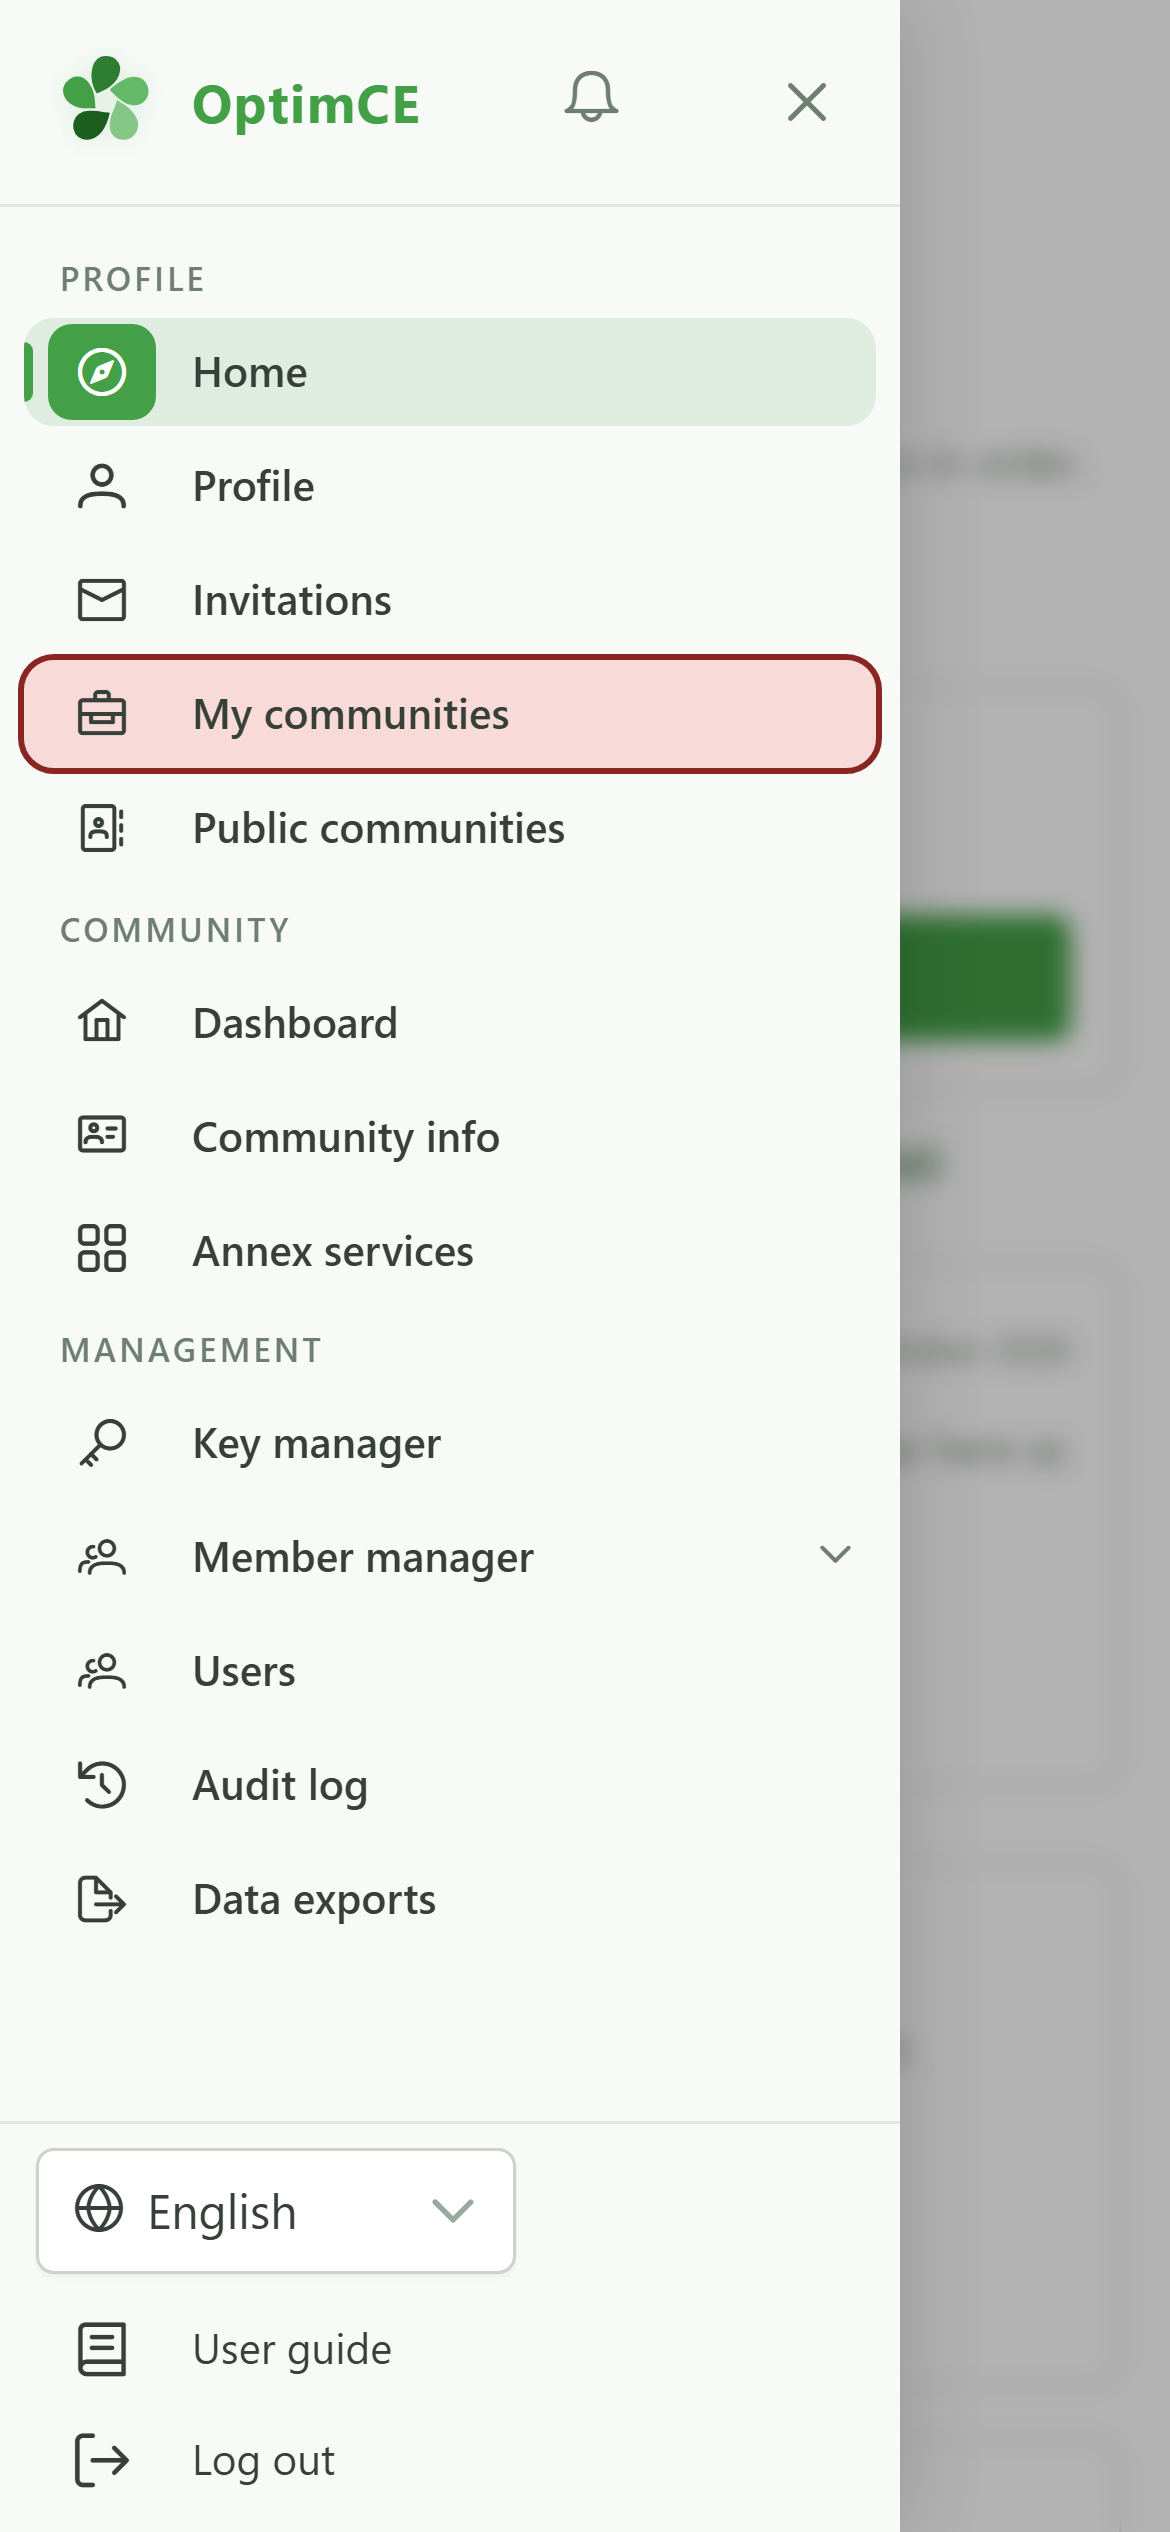 OptimCE
PROFILE
Home
Profile
Invitations
My communities
Public communities
COMMUNITY
Dashboard
Community info
Annex services
MANAGEMENT
Key manager
Member manager
Users
Audit log
Data exports
English
User guide
Log out